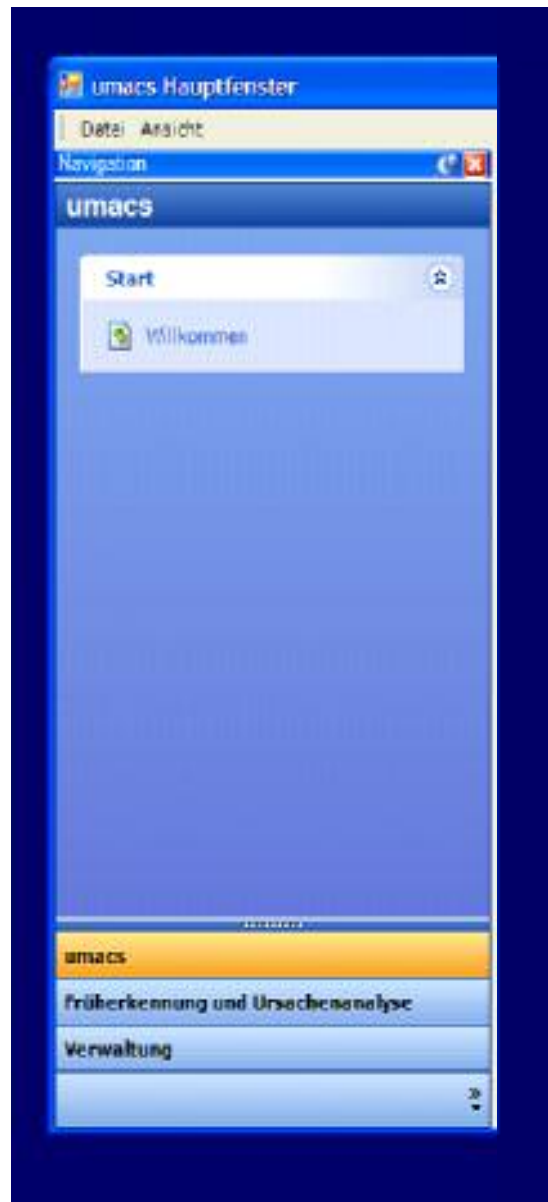 umacs Hauptfenster
Datei Ansicht
Navigation
umacs
Start
Willkommen
umacs
Früherkennung und Ursachenanalyse
Verwaltung